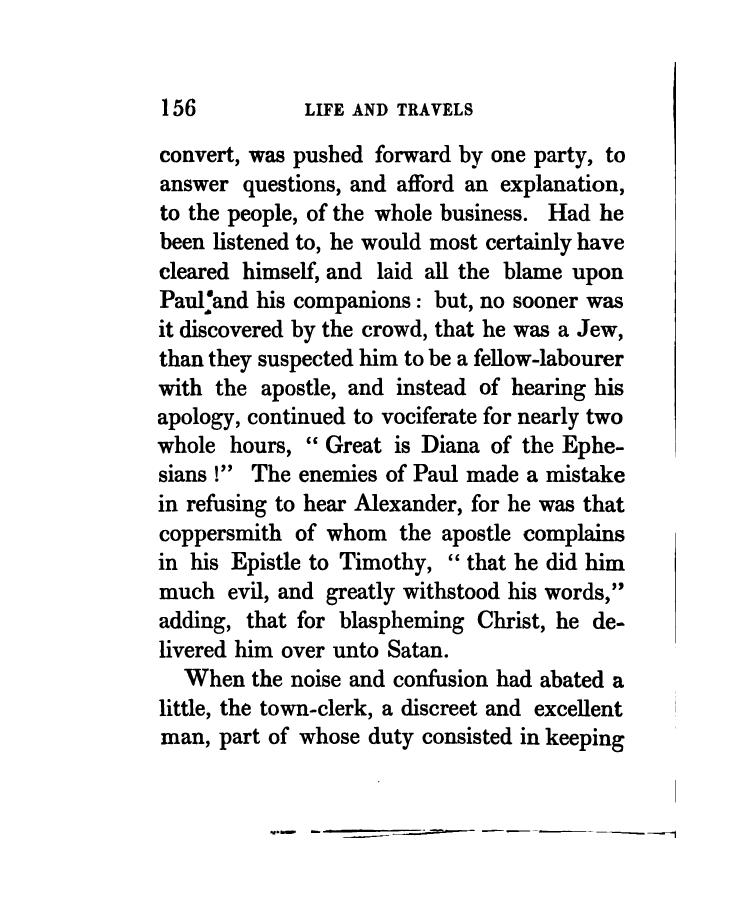 156 LIFE AND TRAVELS
convert, was pushed forward by one party, to
answer questions, and afford an explanation,
to the people, of the whole business. Had he
been listened to, he would most certainly have
cleared himself, and laid all the blame upon
Paul and his companions : but, no sooner was
it discovered by the crowd, that he was a Jew,
than they suspected him to be a fellow-labourer
with the apostle, and instead of hearing his
apology, continued to vociferate for nearly two
whole hours, “ Great is Diana of the Ephe-
sians !” The enemies of Paul made a mistake
in refusing to hear Alexander, for he was that
coppersmith of whom the apostle complains
in his Epistle to Timothy, “ that he did him
much evil, and greatly withstood his words,”
adding, that for blaspheming Christ, he de-
livered him over unto Satan.
When the noise and confusion had abated a
little, the town-clerk, a discreet and excellent
man, part of whose duty consisted in keeping